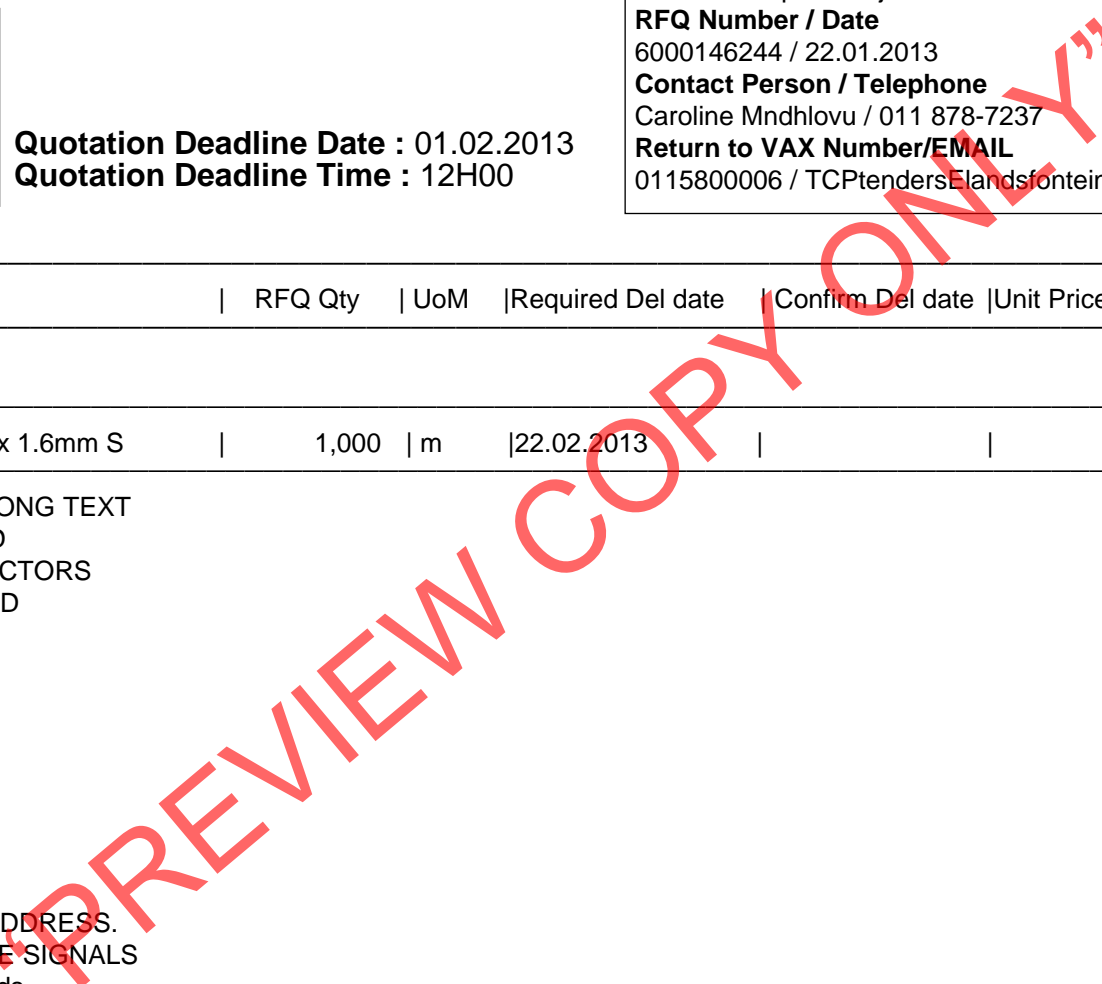 RFQ Number / Date
6000146244 / 22.01.2013
Contact Person / Telephone
Caroline Mndhlovu / 011 878-7237
Return to VAX Number/EMAIL
0115800006 / TCPtendersElandsfontein
Quotation Deadline Date : 01.02.2013
Quotation Deadline Time : 12H00
| RFQ Qty | UoM |Required Del date | Confirm Del date |Unit Price
x 1.6mm S | 1,000 | m |22.02.2013 | |
ONG TEXT
D
CTORS
D
DDRESS.
E SIGNALS
“PREVIEW COPY ONLY”